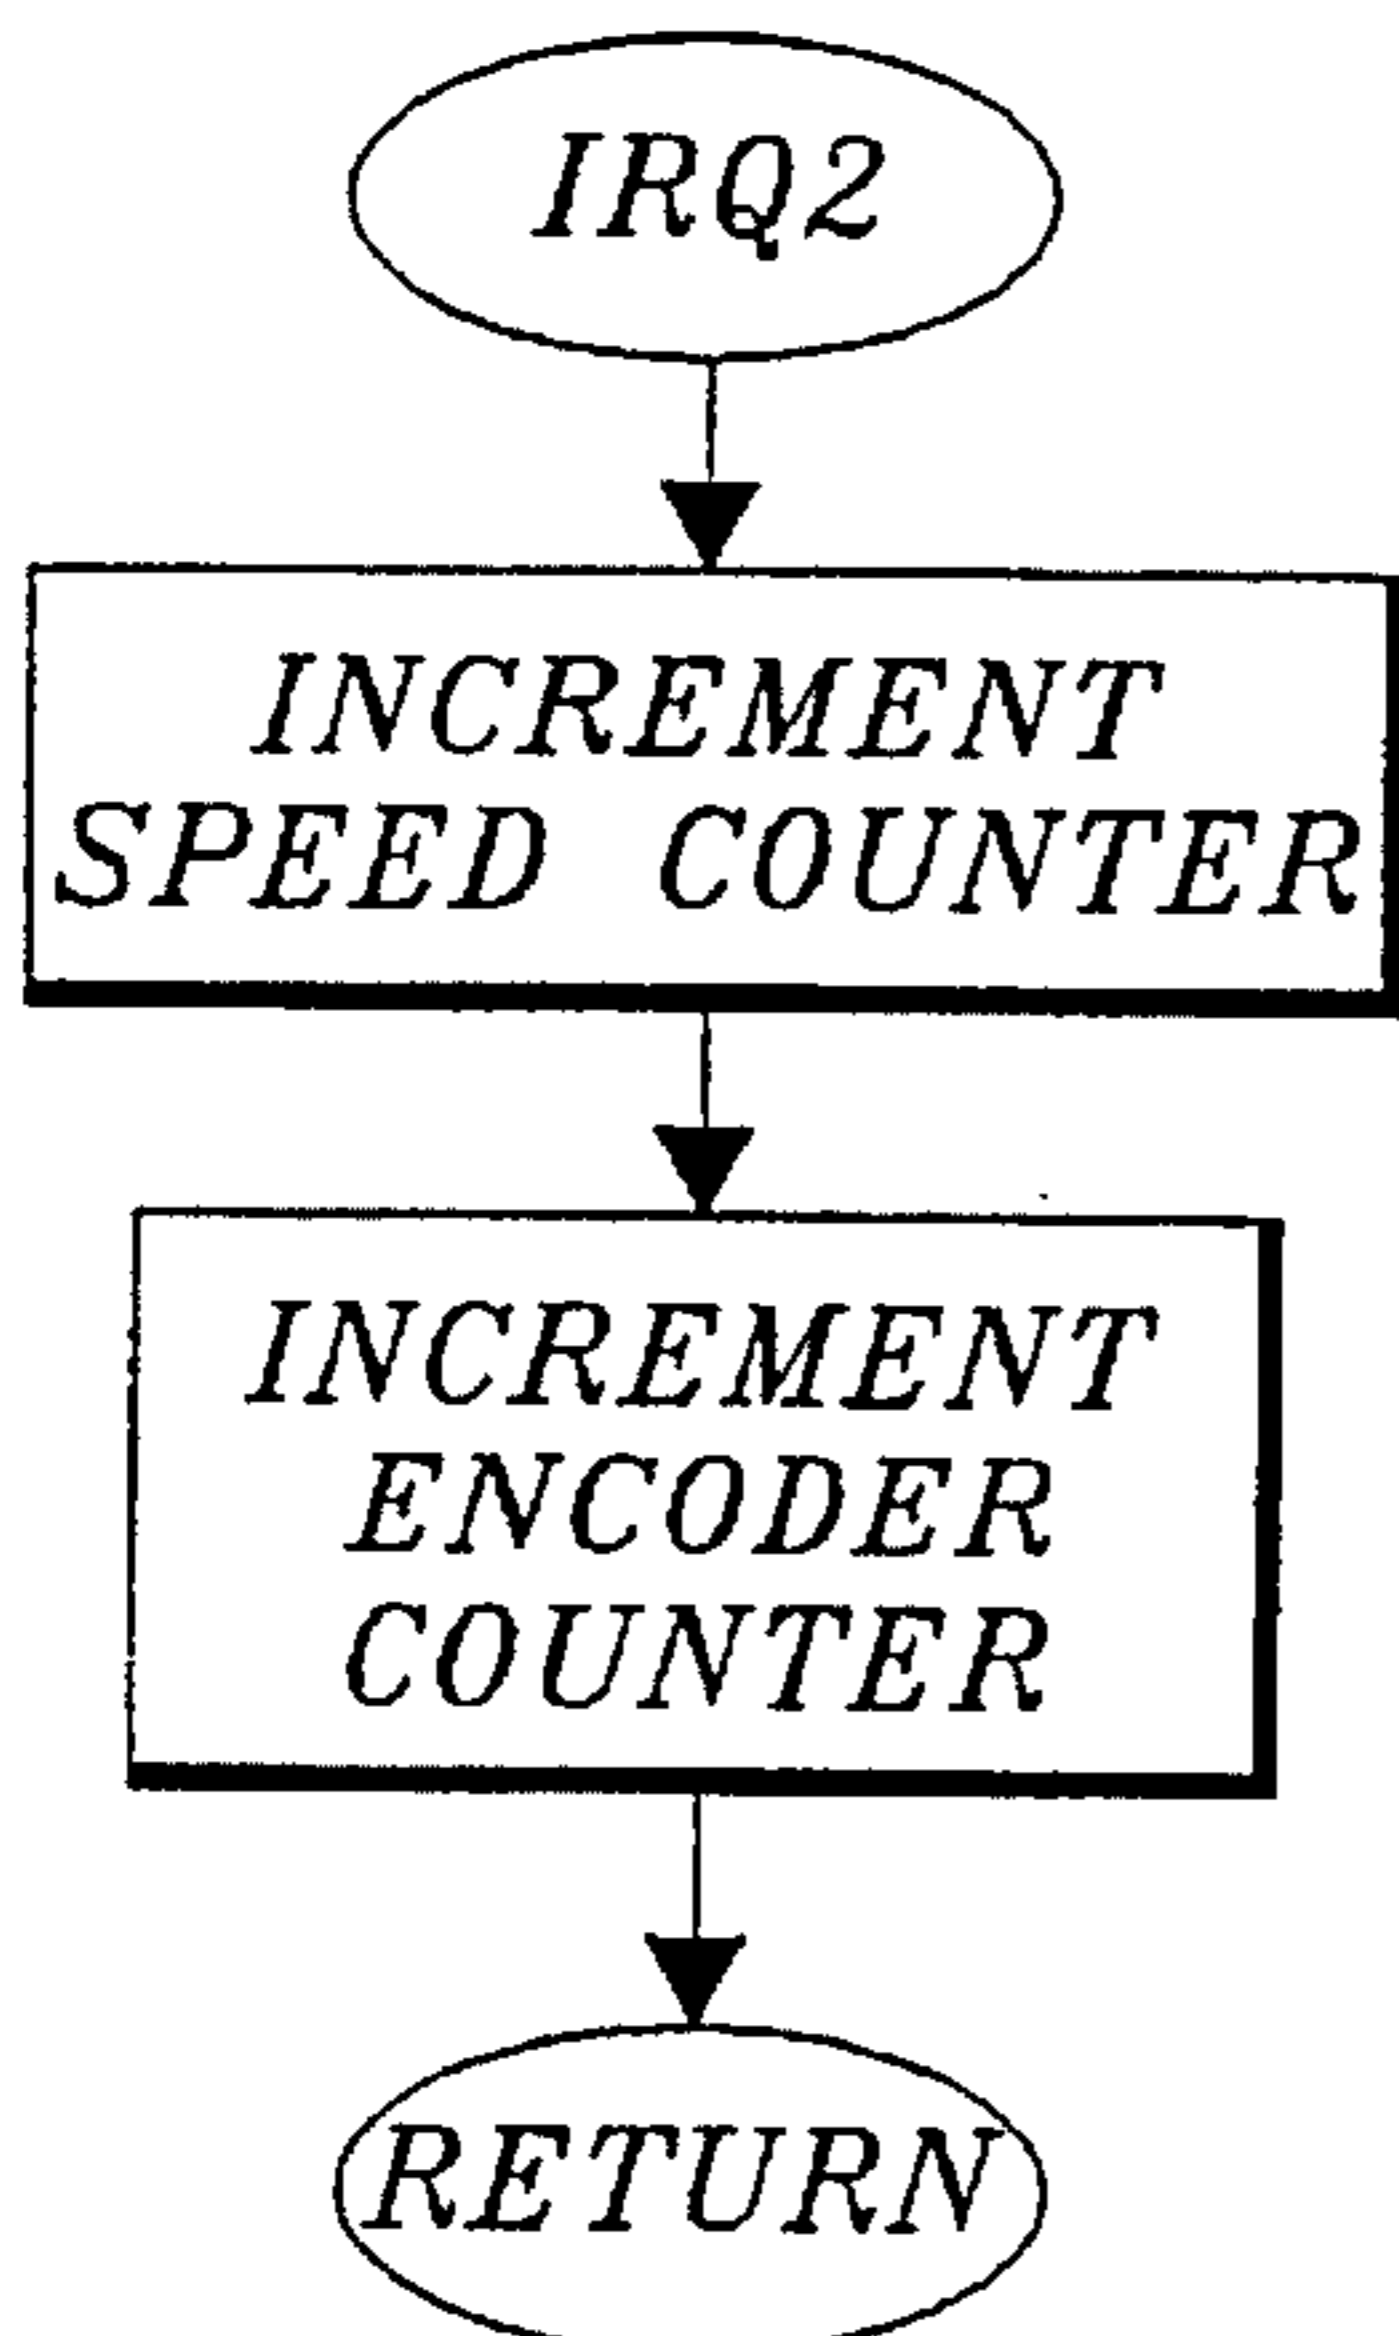 IRQ2
INCREMENT
SPEED COUNTER
INCREMENT
ENCODER
COUNTER
RETURN